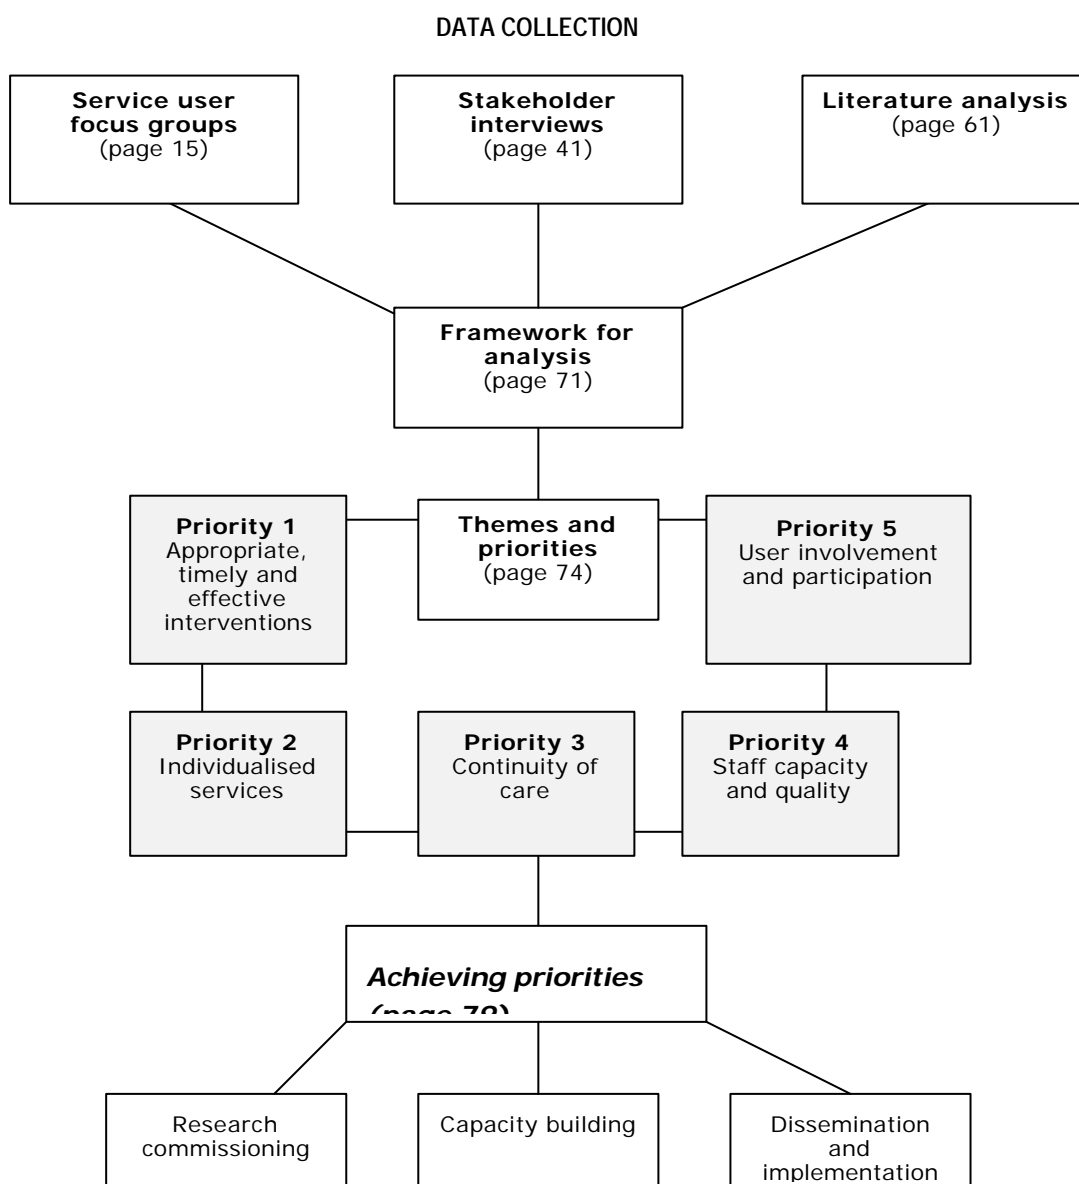 DATA COLLECTION
Service user
focus groups
(page 15)
Stakeholder
interviews
(page 41)
Literature analysis
(page 61)
Framework for
analysis
(page 71)
Priority 1
Appropriate,
timely and
effective
interventions
Themes and
priorities
(page 74)
Priority 5
User involvement
and participation
Priority 2
Individualised
services
Priority 3
Continuity of
care
Priority 4
Staff capacity
and quality
Achieving priorities
(page
Research
commissioning
Capacity building
Dissemination
and
implementation